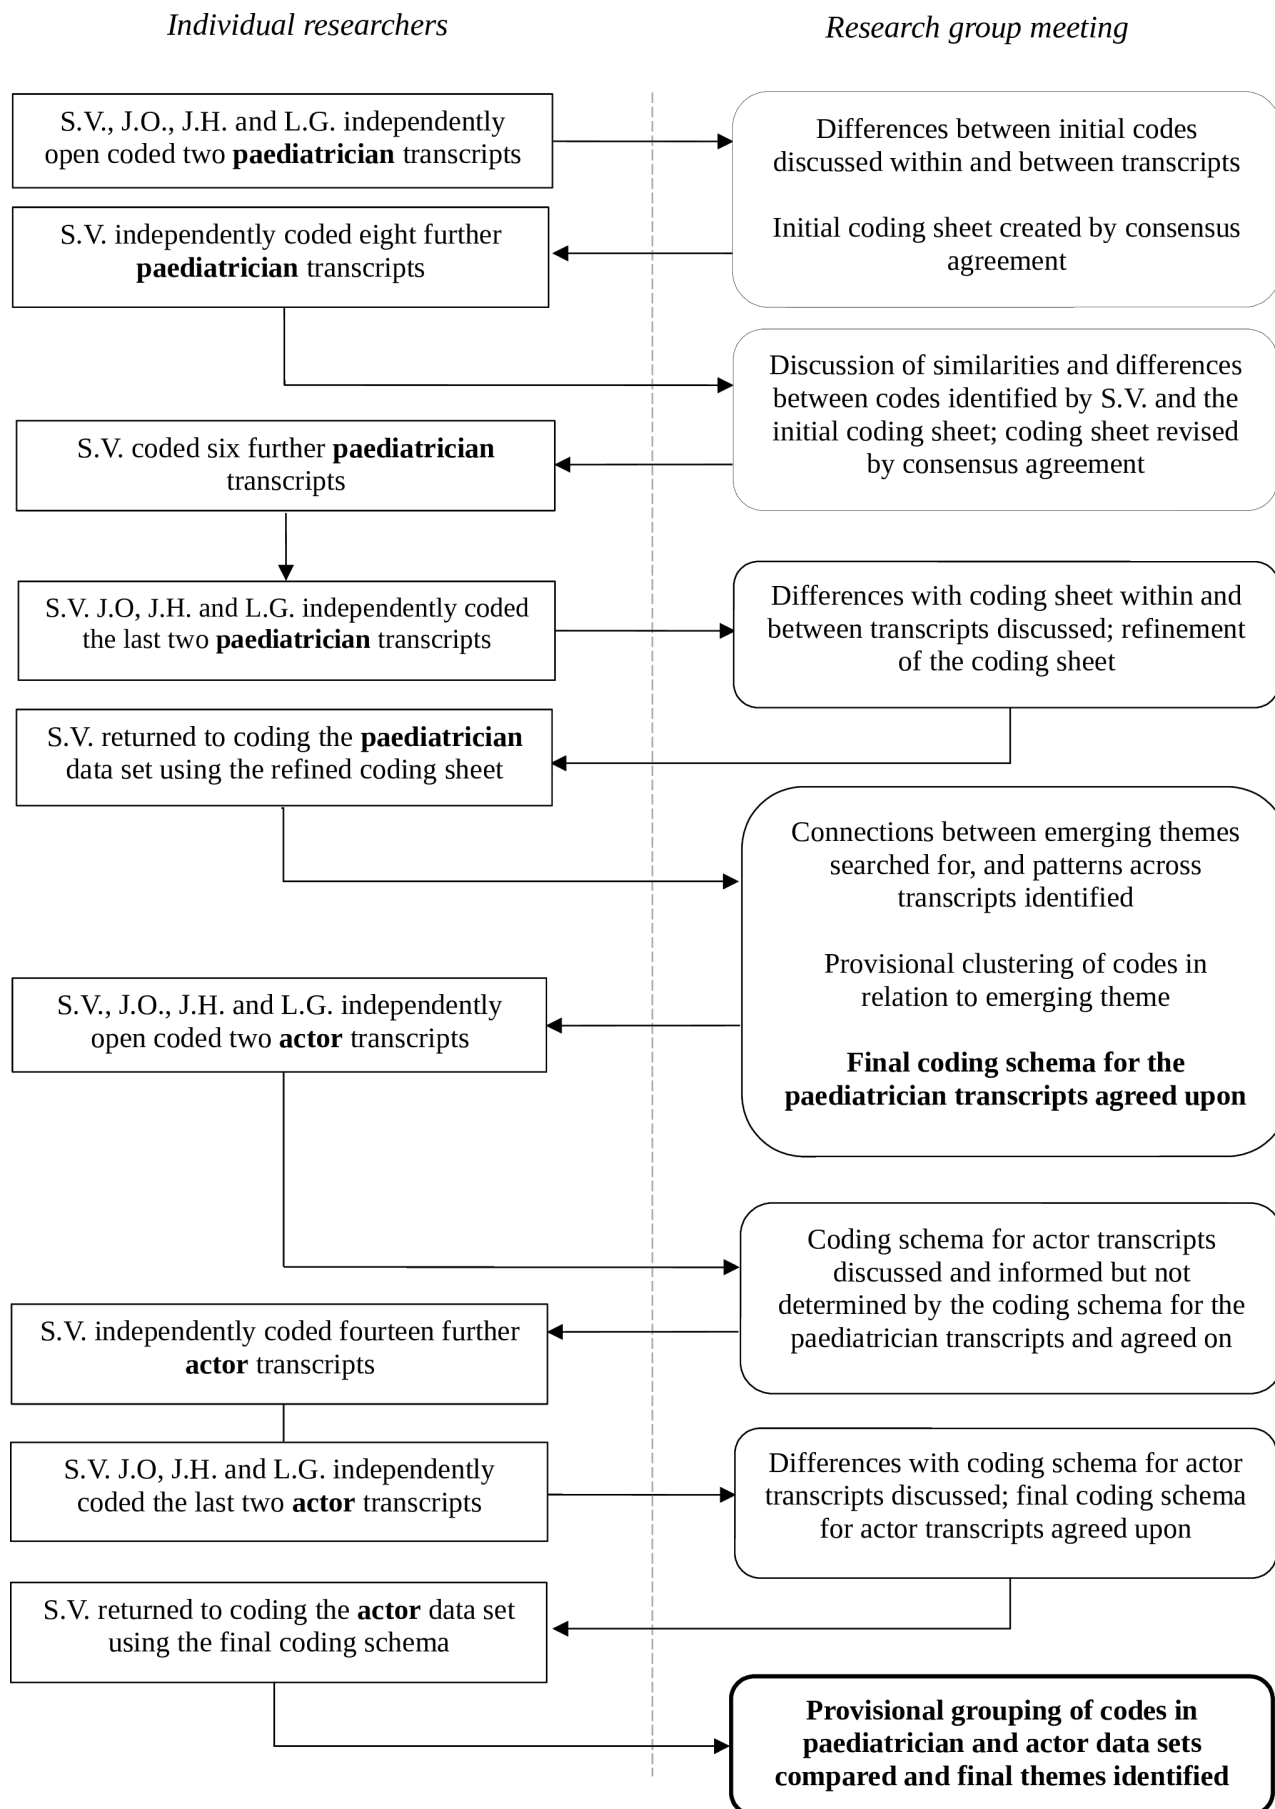 Individual researchers
Research group meeting
S.V., J.O., J.H. and L.G. independently
open coded two paediatrician transcripts
Differences between initial codes
discussed within and between transcripts
Initial coding sheet created by consensus
agreement
S.V. independently coded eight further
paediatrician transcripts
Discussion of similarities and differences
between codes identified by S.V. and the
initial coding sheet; coding sheet revised
by consensus agreement
S.V. coded six further paediatrician
transcripts
S.V. J.O, J.H. and L.G. independently coded
the last two paediatrician transcripts
Differences with coding sheet within and
between transcripts discussed; refinement
of the coding sheet
S.V. returned to coding the paediatrician
data set using the refined coding sheet
Connections between emerging themes
searched for, and patterns across
transcripts identified
Provisional clustering of codes in
relation to emerging theme
Final coding schema for the
paediatrician transcripts agreed upon
S.V., J.O., J.H. and L.G. independently
open coded two actor transcripts
Coding schema for actor transcripts
discussed and informed but not
determined by the coding schema for the
paediatrician transcripts and agreed on
S.V. independently coded fourteen further
actor transcripts
S.V. J.O, J.H. and L.G. independently
coded the last two actor transcripts
Differences with coding schema for actor
transcripts discussed; final coding schema
for actor transcripts agreed upon
S.V. returned to coding the actor data set
using the final coding schema
Provisional grouping of codes in
paediatrician and actor data sets
compared and final themes identified